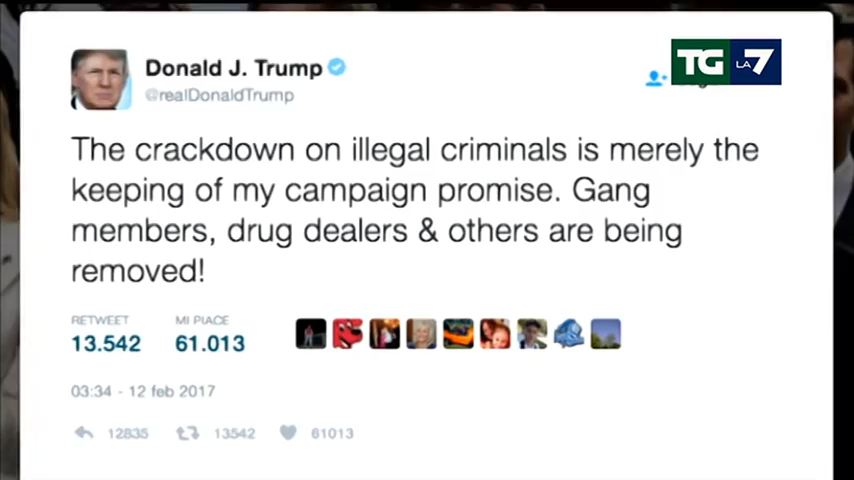 TG LA 7
Donald J. Trump
@realDonaldTrump
The crackdown on illegal criminals is merely the
keeping of my campaign promise. Gang
members, drug dealers & others are being
removed!
RETWEET MI PIACE
13.542 61.013
03:34 - 12 feb 2017
12835 13542 61013